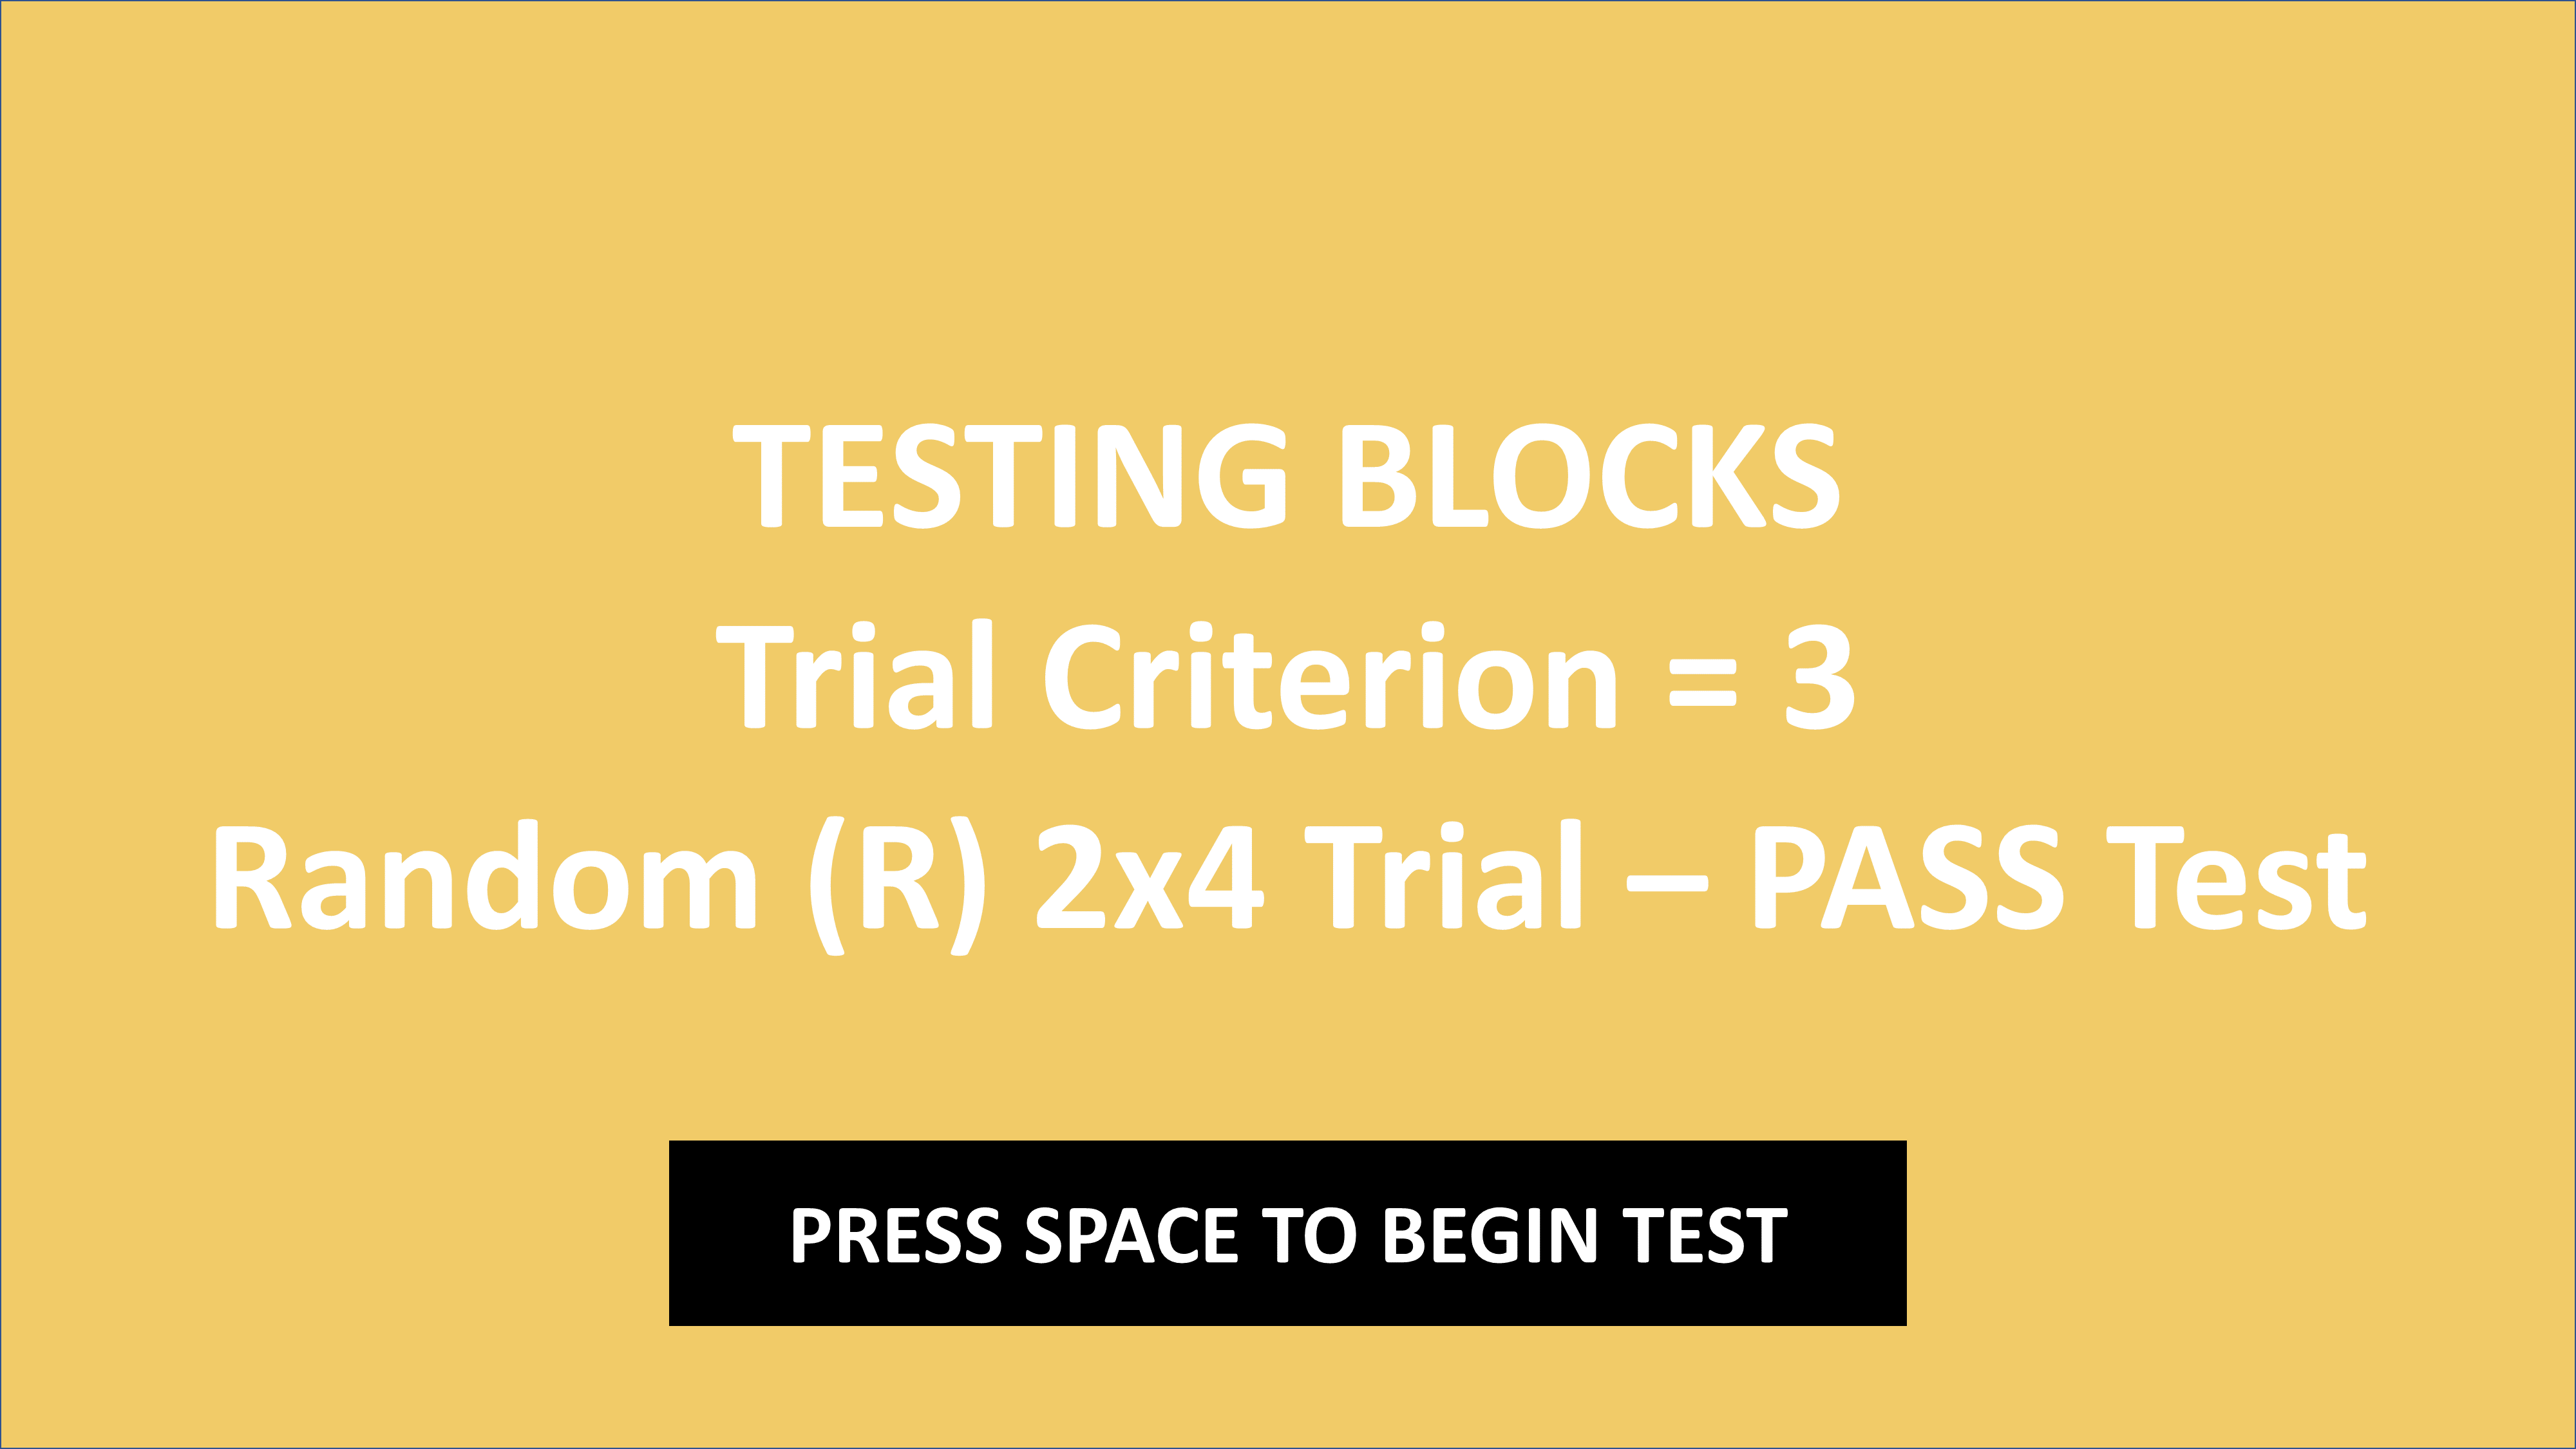 TESTING BLOCKS
Trial Criterion = 3
Random (R) 2x4 Trial – PASS Test
PRESS SPACE TO BEGIN TEST